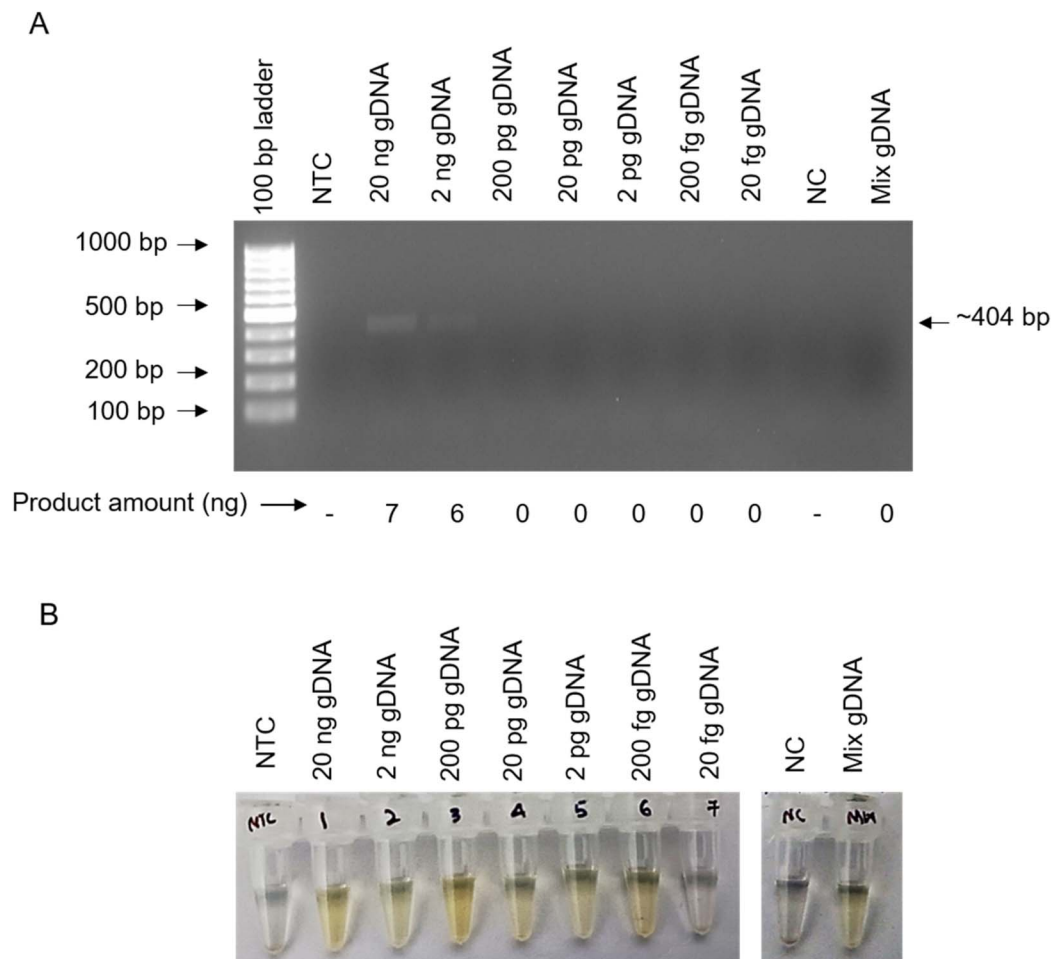 A
100 bp ladder
NTC
20 ng gDNA
2 ng gDNA
200 pg gDNA
20 pg gDNA
2 pg gDNA
200 fg gDNA
20 fg gDNA
NC
Mix gDNA
1000 bp
500 bp
200 bp
100 bp
~404 bp
Product amount (ng) - 7 6 0 0 0 0 0 - 0
B
NTC
20 ng gDNA
2 ng gDNA
200 pg gDNA
20 pg gDNA
2 pg gDNA
200 fg gDNA
20 fg gDNA
NC
Mix gDNA
NTC 1 2 3 4 5 6 7 NC Mix